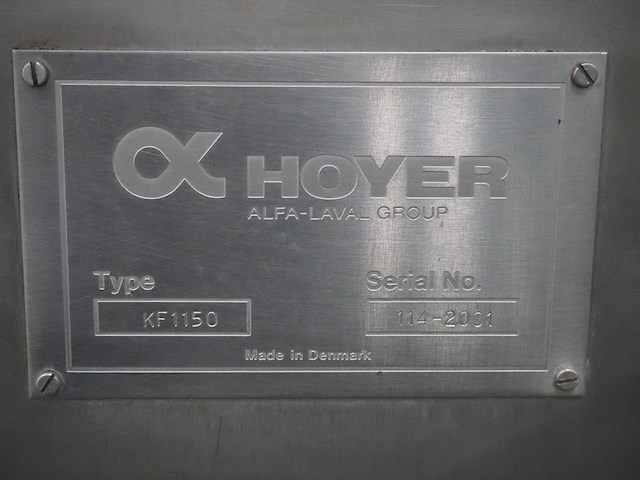 α HOYER
ALFA-LAVAL GROUP
Type Serial No.
KF1150 114-2001
Made in Denmark